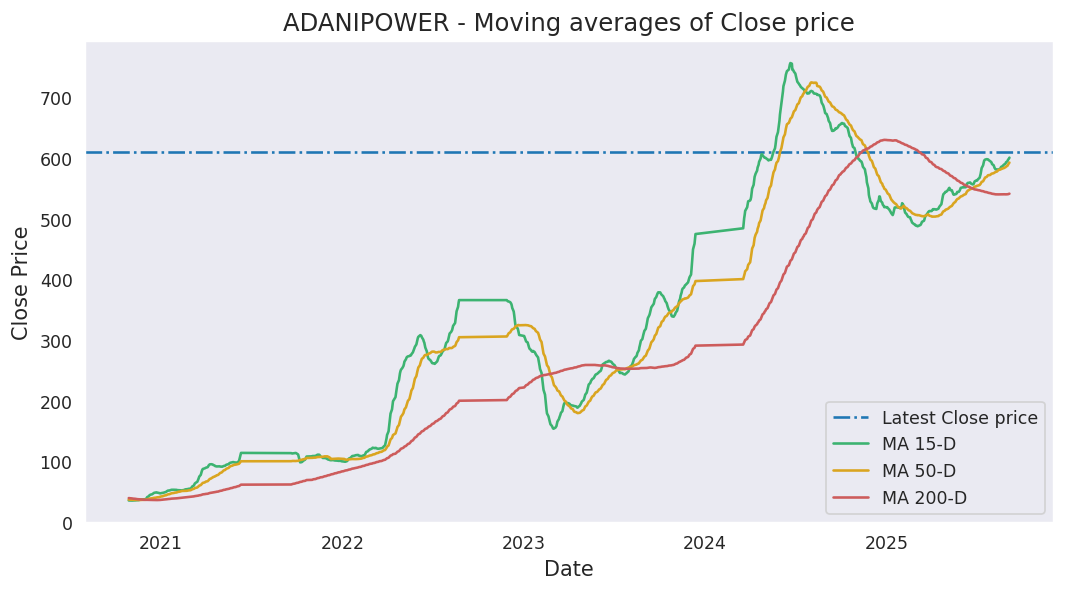 ADANIPOWER - Moving averages of Close price
Close Price
700
600
500
400
300
200
100
0
Latest Close price
MA 15-D
MA 50-D
MA 200-D
2021 2022 2023 2024 2025
Date